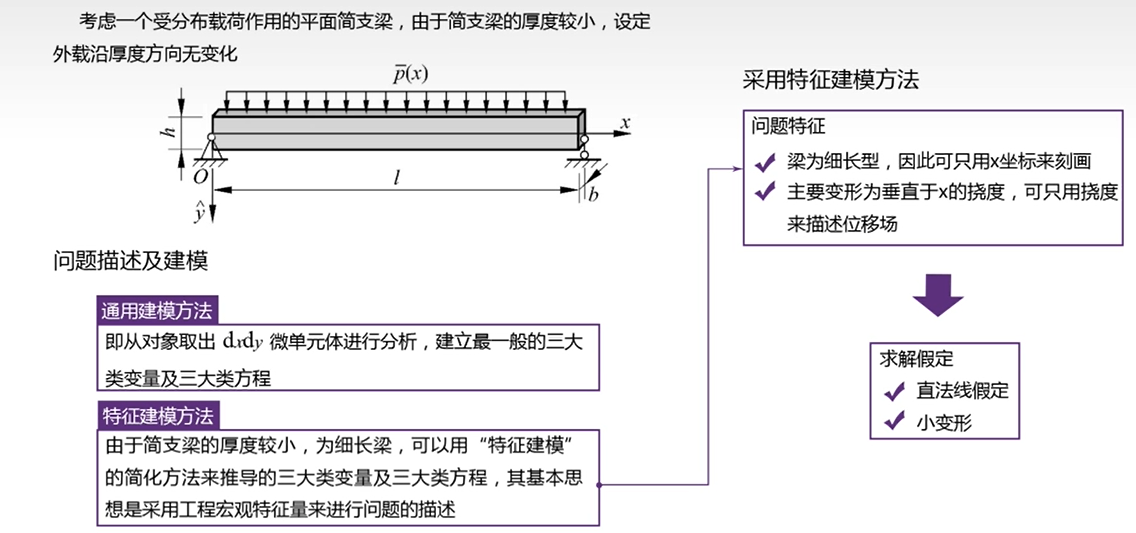 考虑一个受分布载荷作用的平面简支梁，由于简支梁的厚度较小，设定
外载沿厚度方向无变化
p̄(x)
h
x
O
l
b
ŷ
问题描述及建模
通用建模方法
即从对象取出 dxdy 微单元体进行分析，建立最一般的三大
类变量及三大类方程
特征建模方法
由于简支梁的厚度较小，为细长梁，可以用“特征建模”
的简化方法来推导的三大类变量及三大类方程，其基本思
想是采用工程宏观特征量来进行问题的描述
采用特征建模方法
问题特征
梁为细长型，因此可只用x坐标来刻画
主要变形为垂直于x的挠度，可只用挠度
来描述位移场
求解假定
直法线假定
小变形